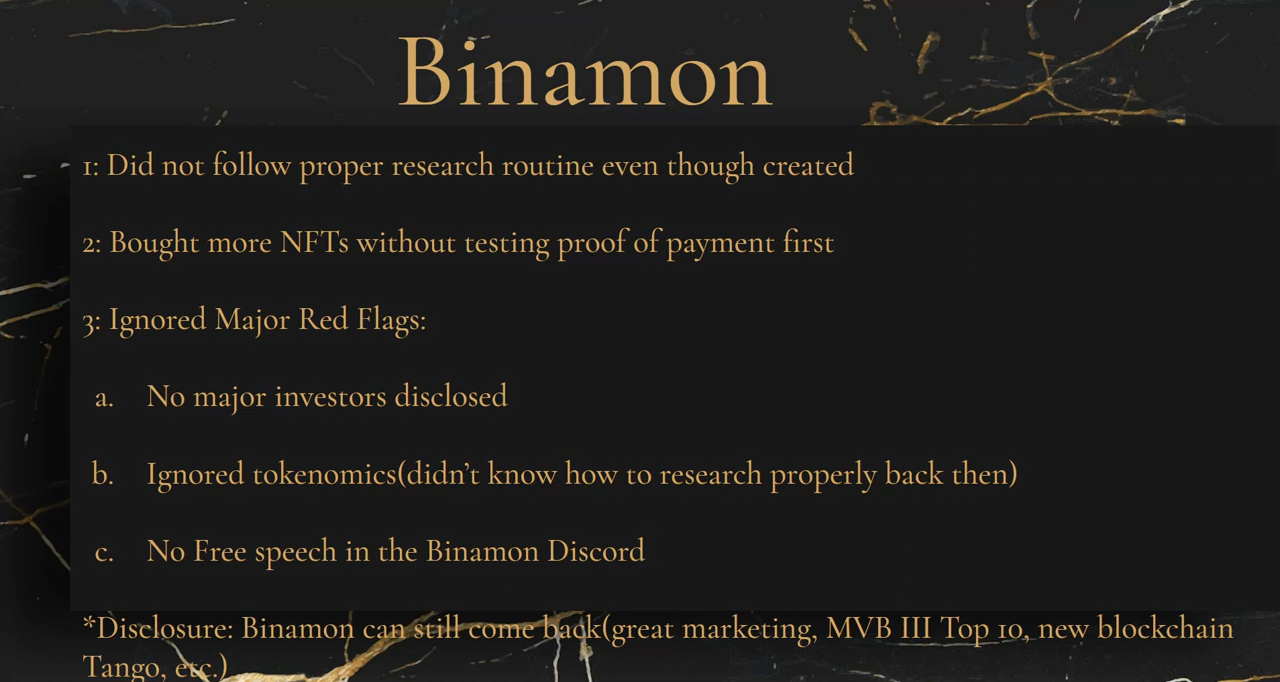 Binamon
1: Did not follow proper research routine even though created
2: Bought more NFTs without testing proof of payment first
3: Ignored Major Red Flags:
a. No major investors disclosed
b. Ignored tokenomics(didn’t know how to research properly back then)
c. No Free speech in the Binamon Discord
*Disclosure: Binamon can still come back(great marketing, MVB III Top 10, new blockchain
Tango, etc.)